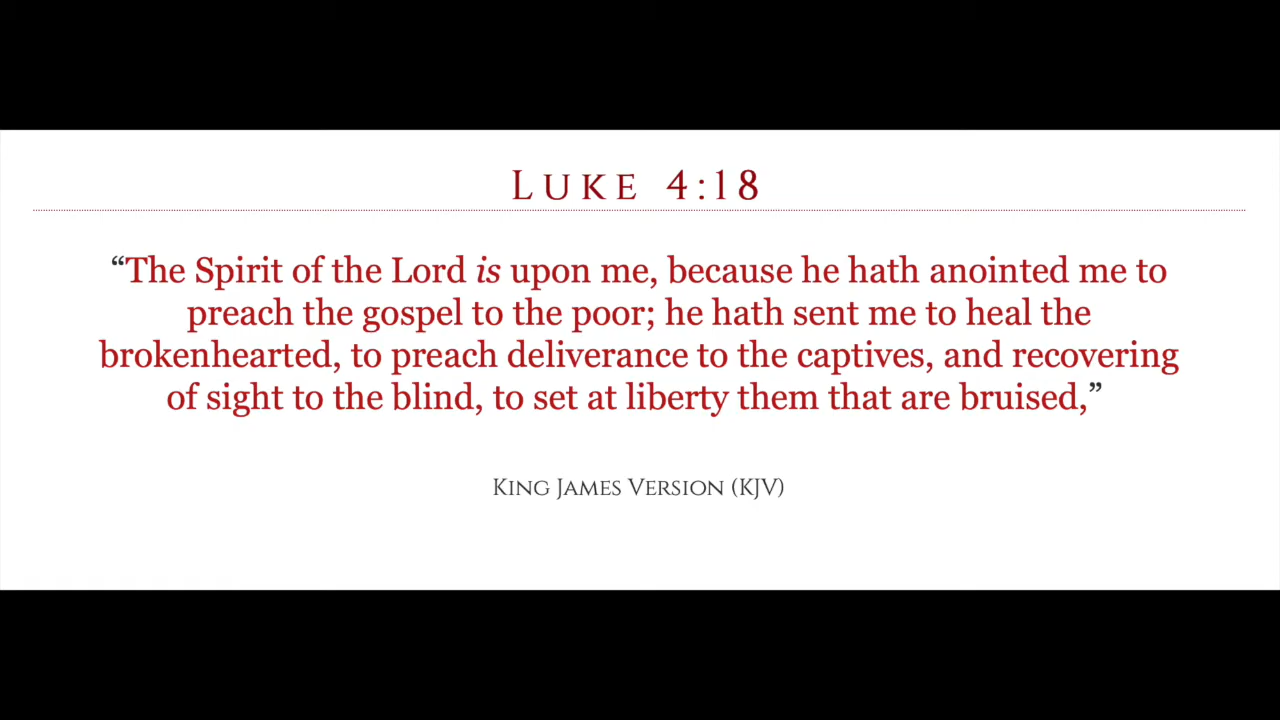 Luke 4:18
“The Spirit of the Lord is upon me, because he hath anointed me to
preach the gospel to the poor; he hath sent me to heal the
brokenhearted, to preach deliverance to the captives, and recovering
of sight to the blind, to set at liberty them that are bruised,”
King James Version (KJV)